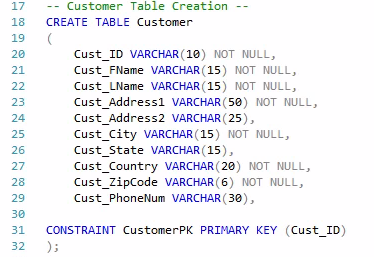 17 -- Customer Table Creation --
18 CREATE TABLE Customer
19 (
20 Cust_ID VARCHAR(10) NOT NULL,
21 Cust_FName VARCHAR(15) NOT NULL,
22 Cust_LName VARCHAR(15) NOT NULL,
23 Cust_Address1 VARCHAR(50) NOT NULL,
24 Cust_Address2 VARCHAR(25),
25 Cust_City VARCHAR(15) NOT NULL,
26 Cust_State VARCHAR(15),
27 Cust_Country VARCHAR(20) NOT NULL,
28 Cust_ZipCode VARCHAR(6) NOT NULL,
29 Cust_PhoneNum VARCHAR(30),
30
31 CONSTRAINT CustomerPK PRIMARY KEY (Cust_ID)
32 );